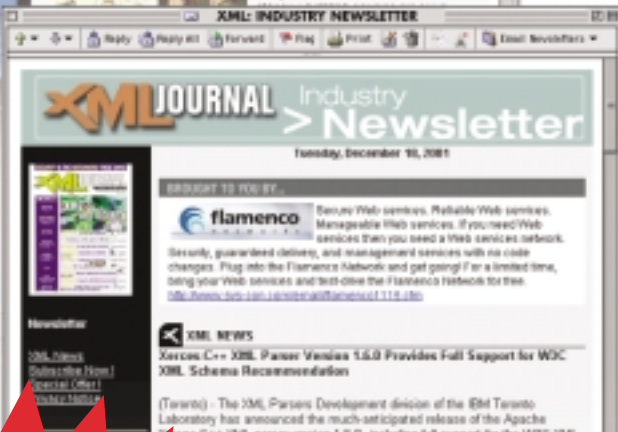 XML: INDUSTRY NEWSLETTER
Reply Reply All Forward Flag Print Email Newsletters
XML JOURNAL Industry
>Newsletter
Tuesday, December 18, 2001
BROUGHT TO YOU BY...
flamenco
networks
Secure Web services. Reliable Web services.
Manageable Web services. If you need Web
services then you need a Web services network.
Security, guaranteed delivery, and management services with no code
changes. Plug into the Flamenco Network and get going! For a limited time,
bring your Web services and test-drive the Flamenco Network for free.
Newsletter
XML News
Subscribe Now!
Special Offer!
Privacy Notice
XML NEWS
Xerces C++ XML Parser Version 1.6.0 Provides Full Support for W3C
XML Schema Recommendation
(Toronto) - The XML Parsers Development division of the IBM Toronto
Laboratory has announced the much-anticipated release of the Apache